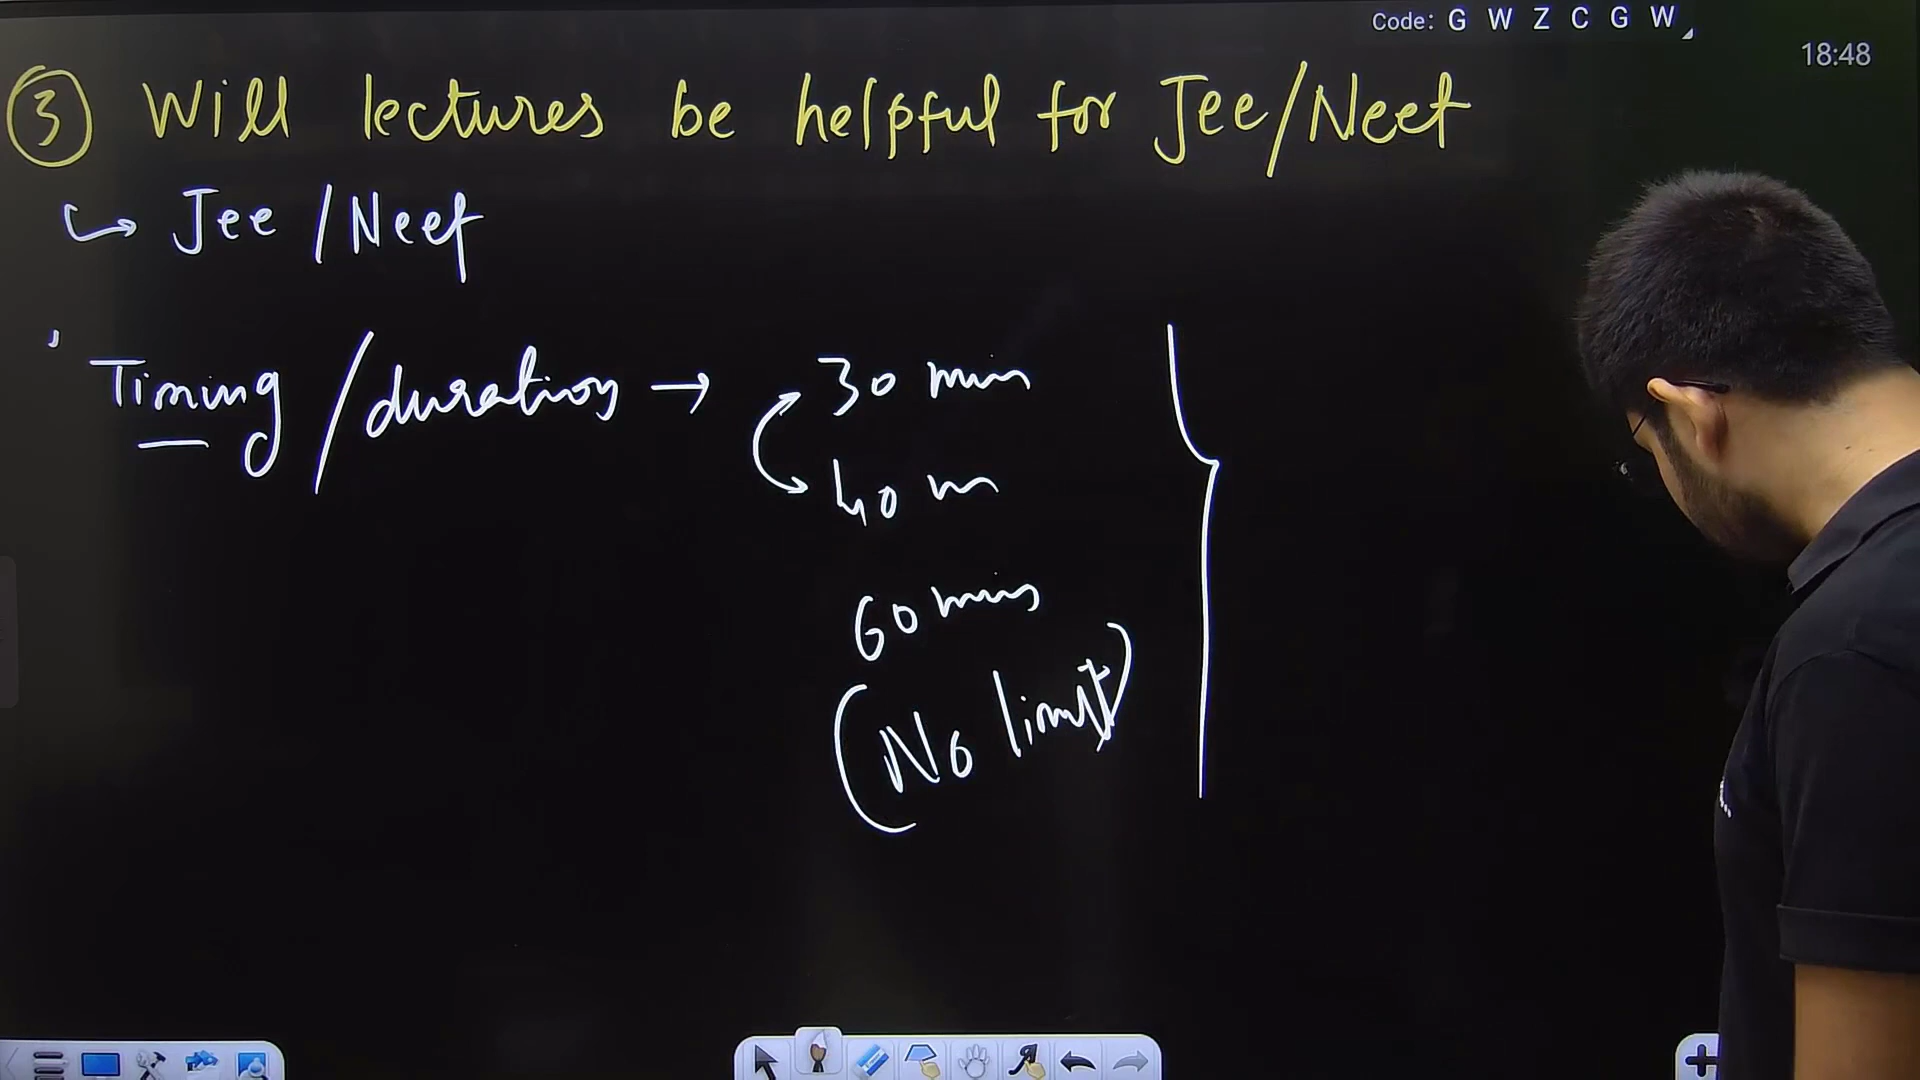 Code: G W Z C G W
18:48
3 Will lectures be helpful for Jee/Neet
↪ Jee / Neet
Timing / duration → 30 min
40 m
60 mins
(No limit)